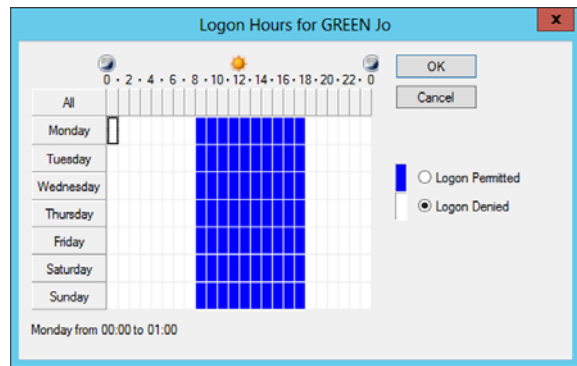 Logon Hours for GREEN Jo
x
0 · 2 · 4 · 6 · 8 · 10 · 12 · 14 · 16 · 18 · 20 · 22 · 0
OK
All
Cancel
Monday
Tuesday
Wednesday
Logon Permitted
Thursday
Logon Denied
Friday
Saturday
Sunday
Monday from 00:00 to 01:00